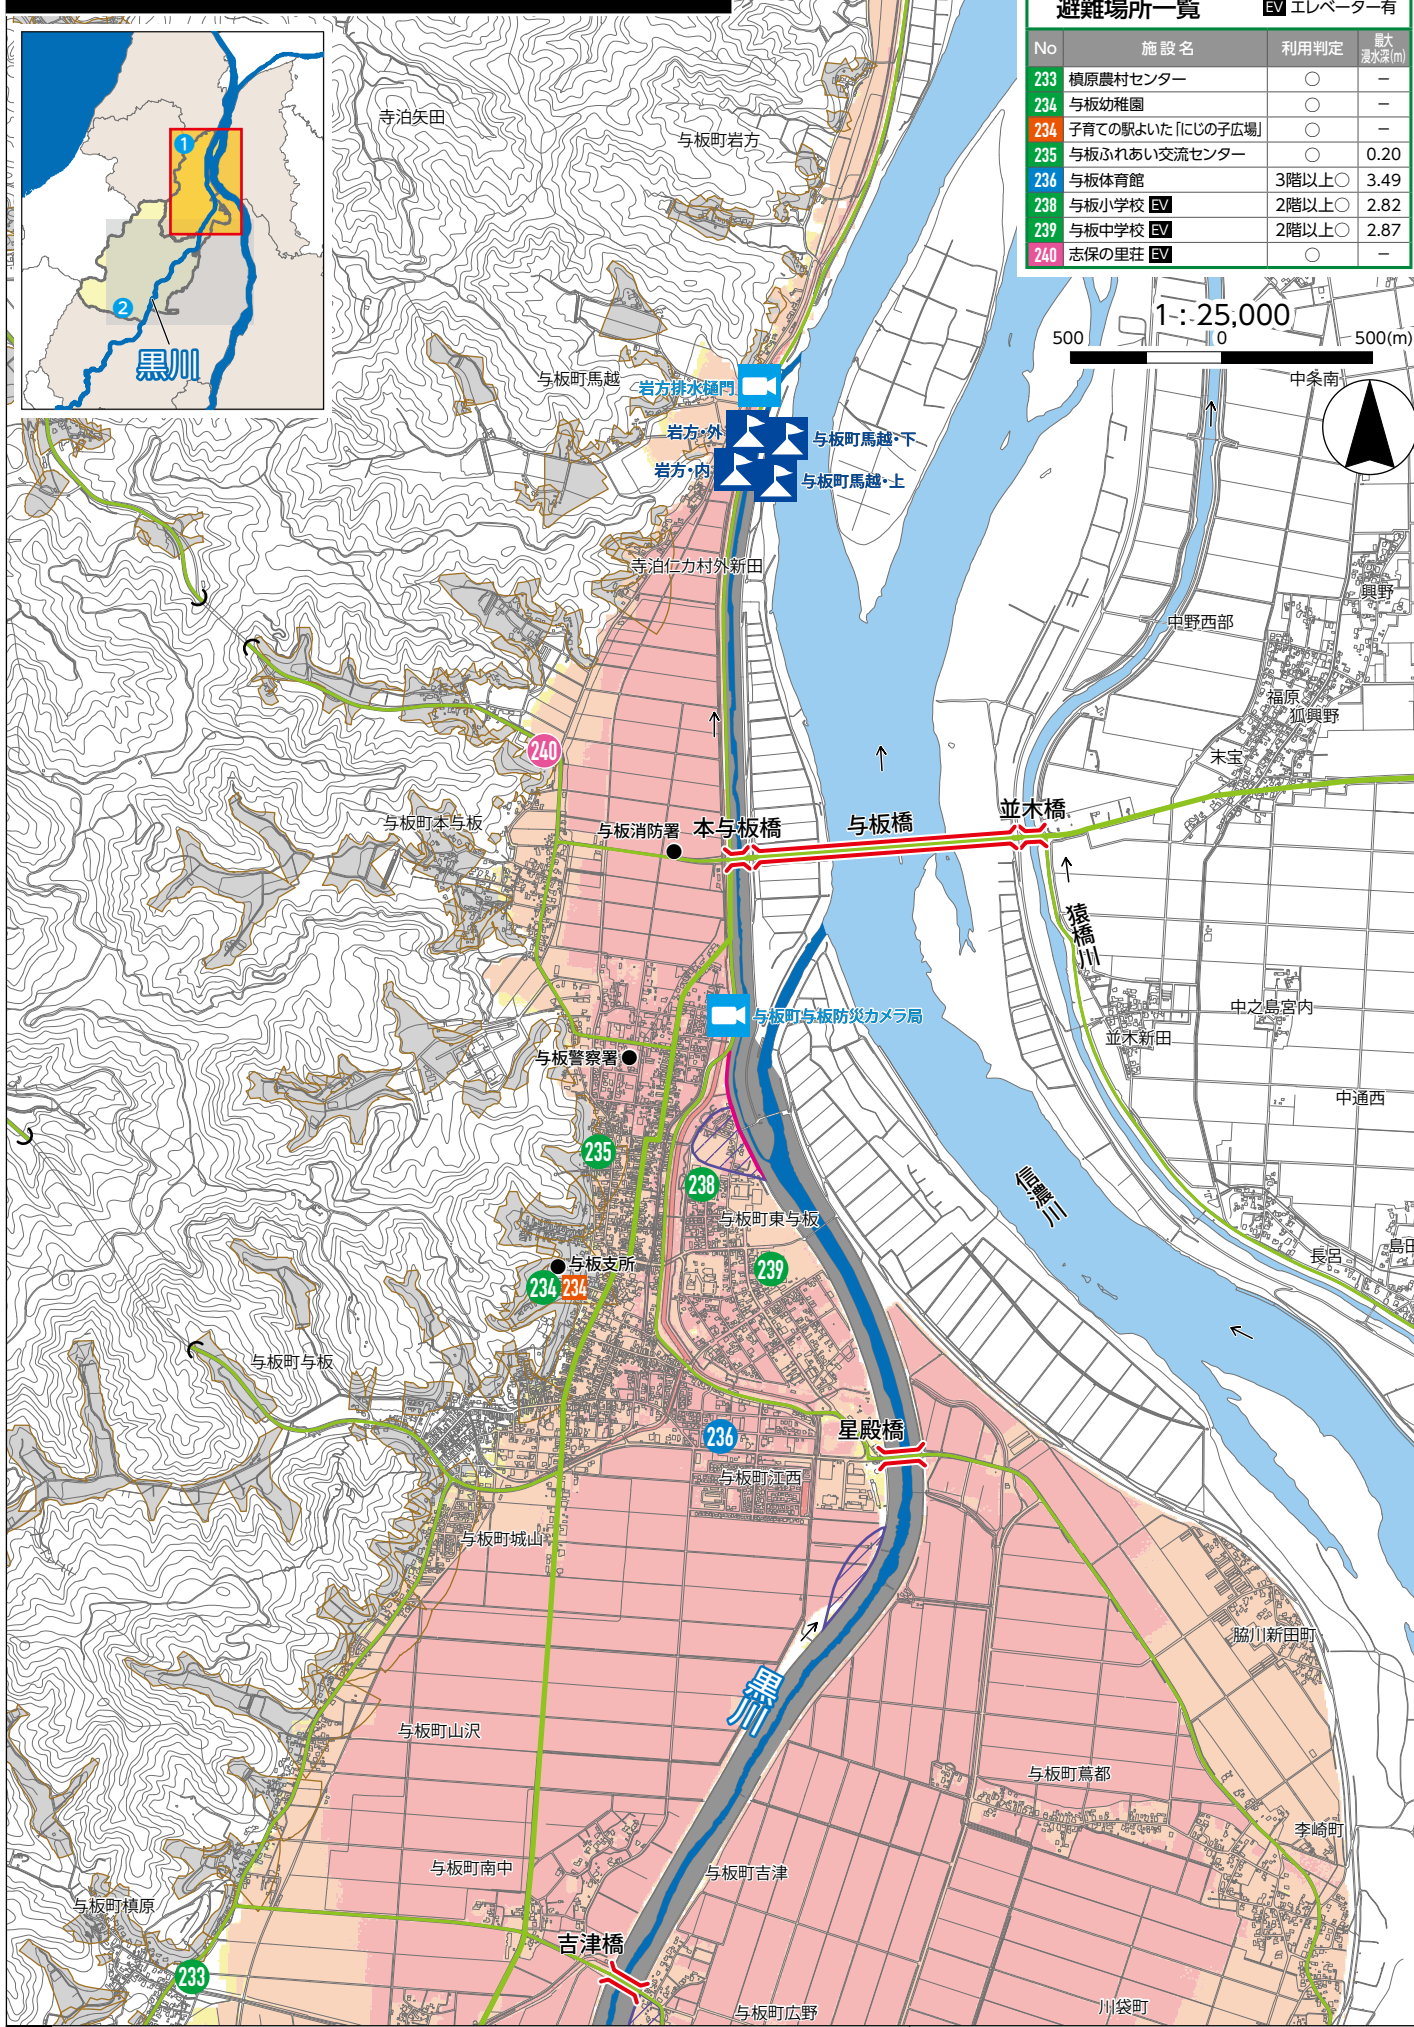 避難場所一覧
EV エレベーター有
No 施設名 利用判定 最大浸水深(m)
233 槙原農村センター ○ −
234 与板幼稚園 ○ −
234 子育ての駅よいた「にじの子広場」 ○ −
235 与板ふれあい交流センター ○ 0.20
236 与板体育館 3階以上○ 3.49
238 与板小学校 EV 2階以上○ 2.82
239 与板中学校 EV 2階以上○ 2.87
240 志保の里荘 EV ○ −
1：25,000
500 0 500(m)
1
2
黒川
寺泊矢田
与板町岩方
与板町馬越
岩方排水樋門
岩方・外
与板町馬越・下
岩方・内
与板町馬越・上
中条南
寺泊仁力村外新田
興野
中野西部
福原
狐興野
末宝
240
与板町本与板
与板消防署
本与板橋
与板橋
並木橋
猿橋川
与板町与板防災カメラ局
中之島宮内
並木新田
与板警察署
中通西
235
238
信濃川
与板町東与板
長呂
島田
239
与板支所
234
234
与板町与板
星殿橋
236
与板町江西
与板町城山
脇川新田町
黒川
与板町山沢
与板町蔦都
李崎町
与板町南中
与板町吉津
与板町槙原
吉津橋
233
与板町広野
川袋町